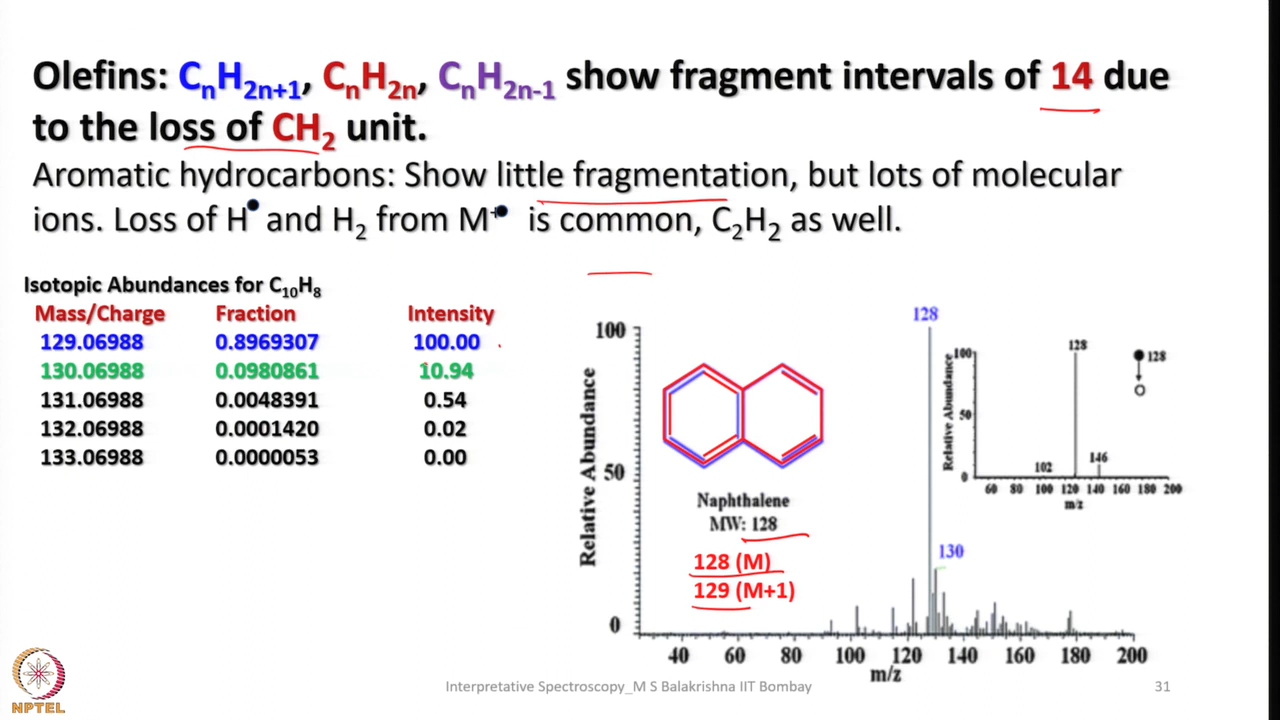 Olefins: CnH2n+1, CnH2n, CnH2n-1 show fragment intervals of 14 due
to the loss of CH2 unit.
Aromatic hydrocarbons: Show little fragmentation, but lots of molecular
ions. Loss of H• and H2 from M+• is common, C2H2 as well.
Isotopic Abundances for C10H8
Mass/Charge Fraction Intensity
129.06988 0.8969307 100.00
130.06988 0.0980861 10.94
131.06988 0.0048391 0.54
132.06988 0.0001420 0.02
133.06988 0.0000053 0.00
Relative Abundance
100
50
0
128
130
Naphthalene
MW: 128
128 (M)
129 (M+1)
40 60 80 100 120 140 160 180 200
m/z
Relative Abundance
100
50
0
128
102
146
128
60 80 100 120 140 160 180 200
m/z
NPTEL
Interpretative Spectroscopy_M S Balakrishna IIT Bombay
31